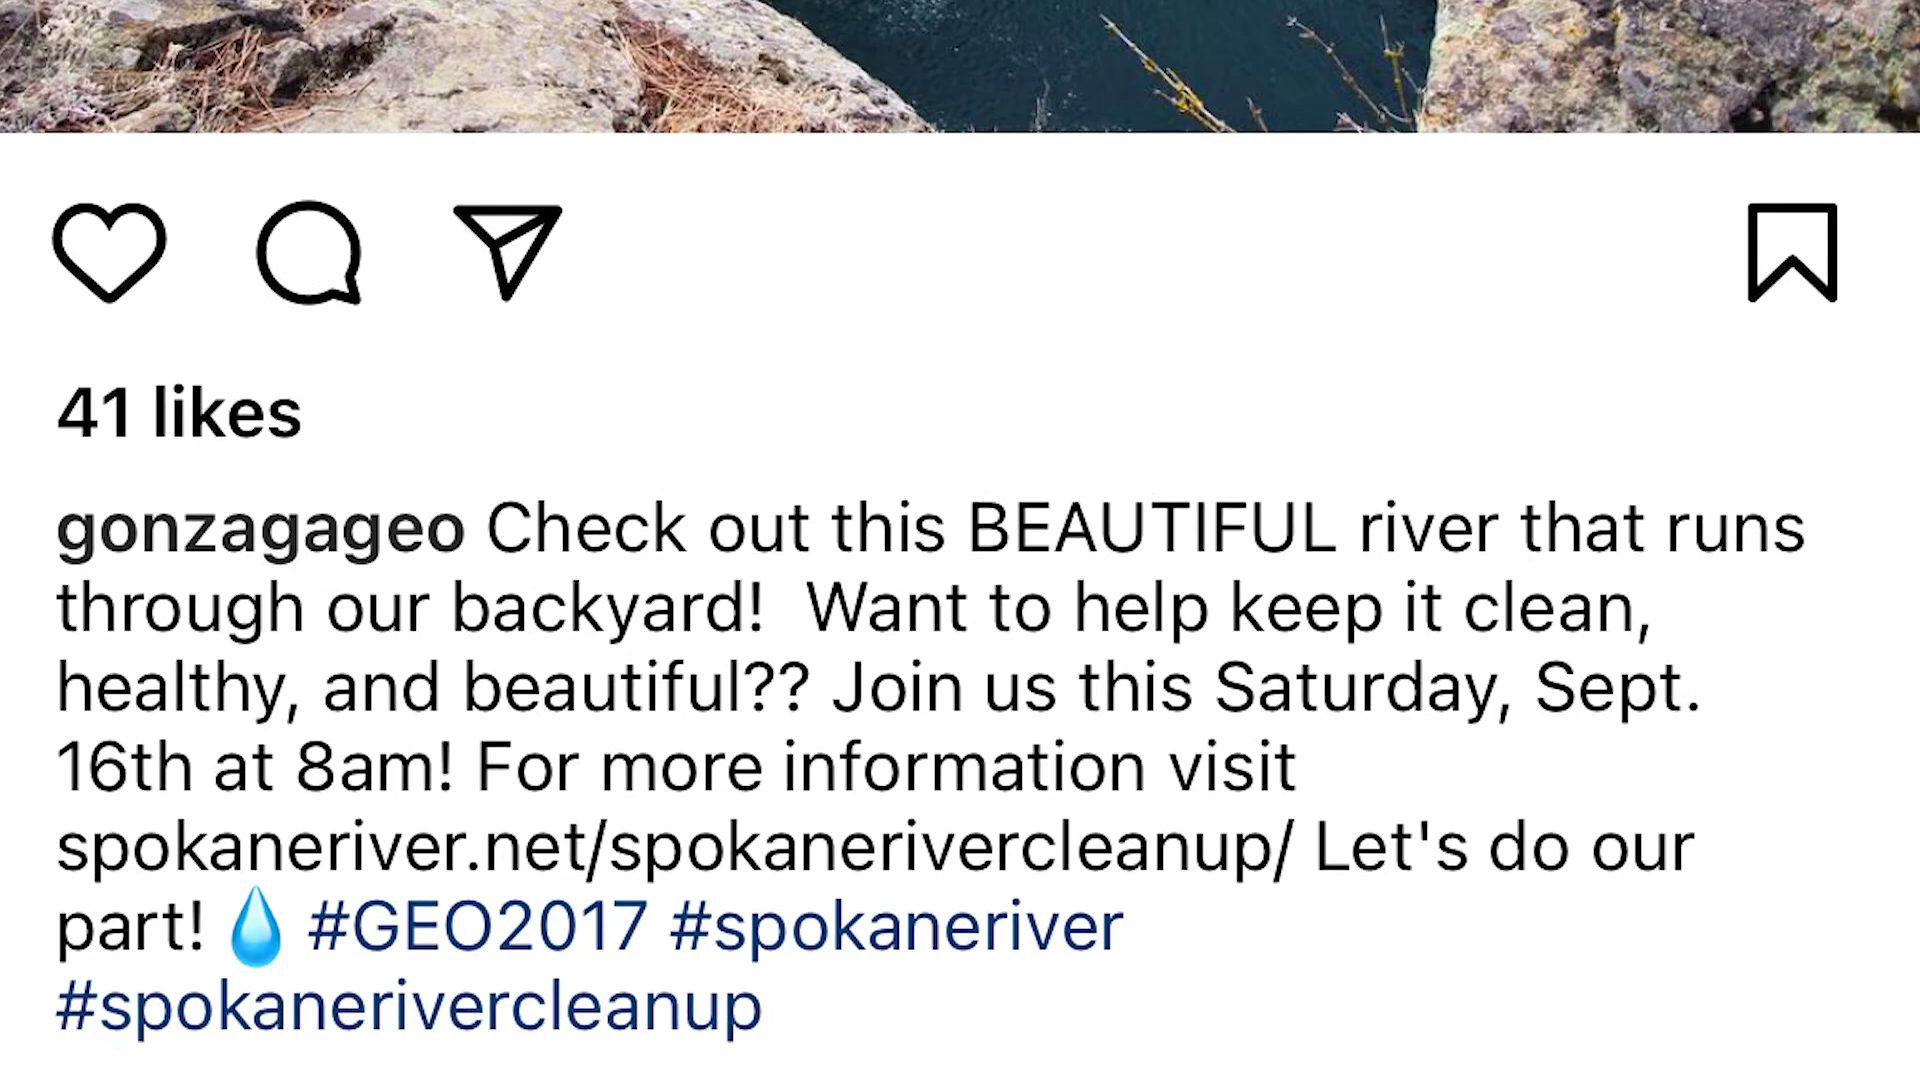 41 likes
gonzagageo Check out this BEAUTIFUL river that runs
through our backyard!  Want to help keep it clean,
healthy, and beautiful?? Join us this Saturday, Sept.
16th at 8am! For more information visit
spokaneriver.net/spokanerivercleanup/ Let's do our
part! 💧 #GEO2017 #spokaneriver
#spokanerivercleanup